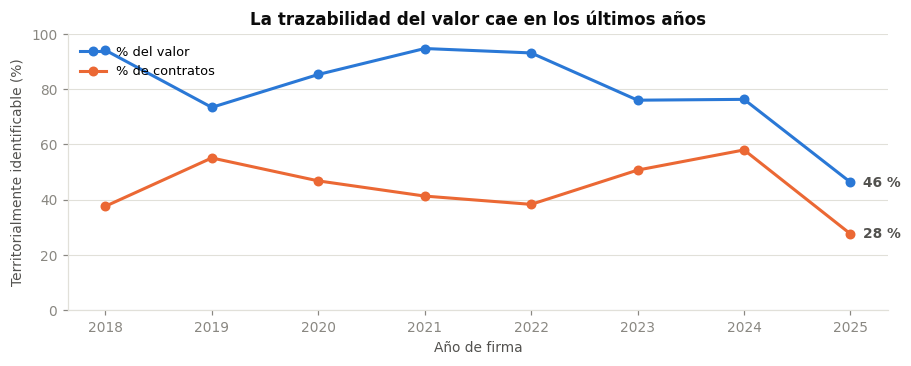 La trazabilidad del valor cae en los últimos años
Territorialmente identificable (%)
100
80
60
40
20
0
% del valor
% de contratos
46 %
28 %
2018 2019 2020 2021 2022 2023 2024 2025
Año de firma